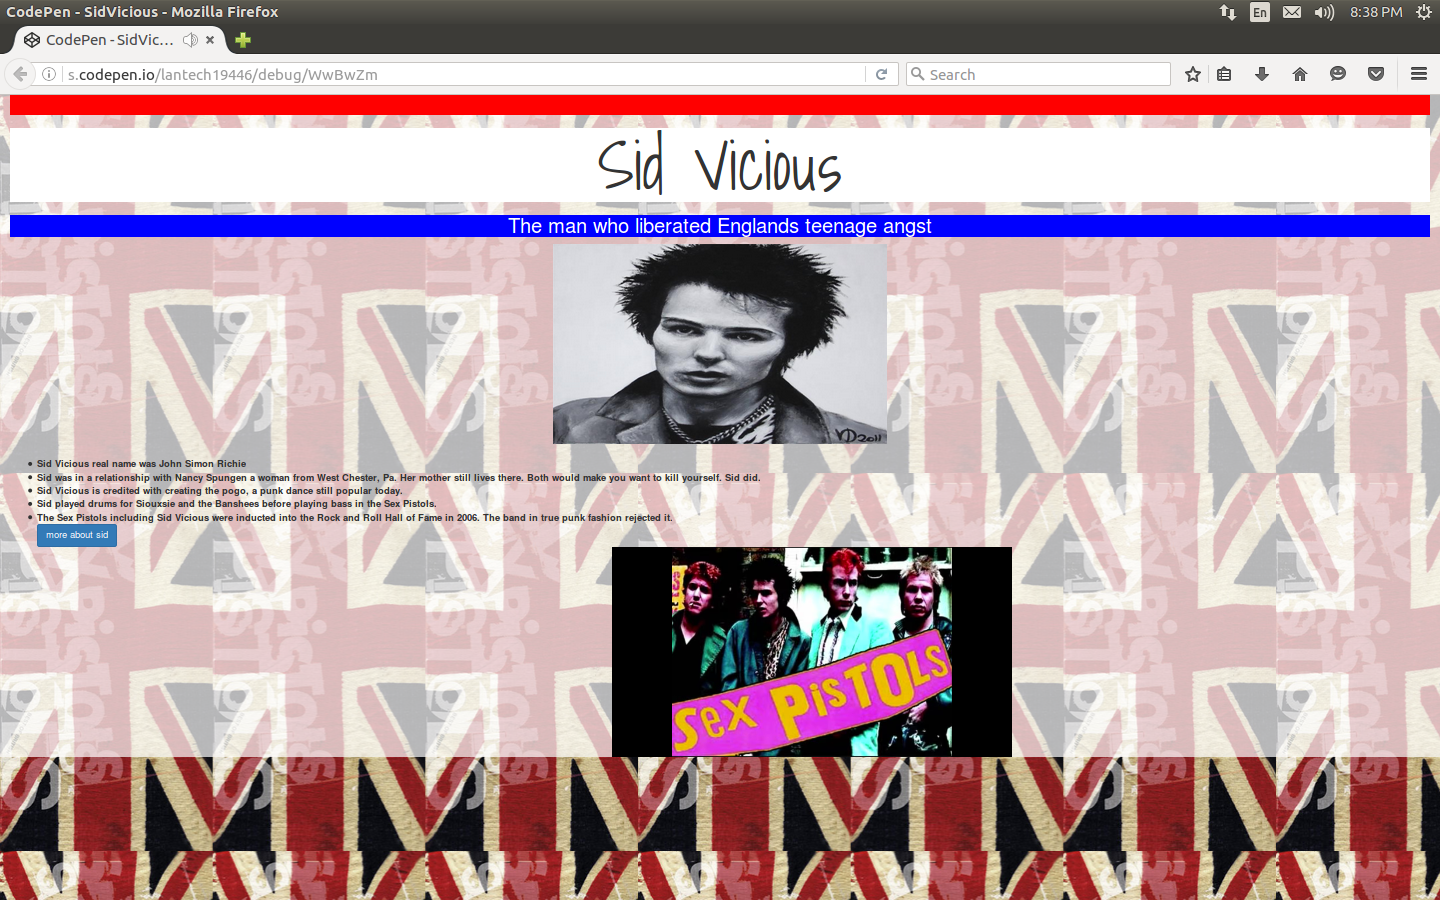 CodePen - SidVicious - Mozilla Firefox
En
8:38 PM
CodePen - SidVic...
s.codepen.io/lantech19446/debug/WwBwZm
Search
Sid Vicious
The man who liberated Englands teenage angst
VD2011
Sid Vicious real name was John Simon Richie
Sid was in a relationship with Nancy Spungen a woman from West Chester, Pa. Her mother still lives there. Both would make you want to kill yourself. Sid did.
Sid Vicious is credited with creating the pogo, a punk dance still popular today.
Sid played drums for Siouxsie and the Banshees before playing bass in the Sex Pistols.
The Sex Pistols including Sid Vicious were inducted into the Rock and Roll Hall of Fame in 2006. The band in true punk fashion rejected it.
more about sid
Sex PiSTOLS